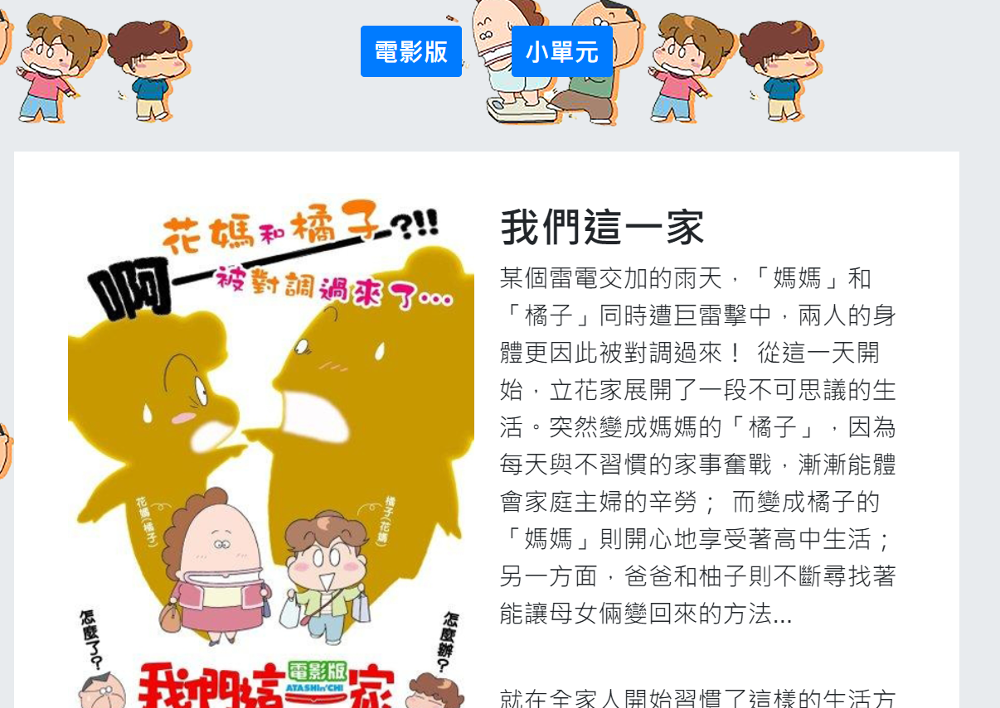 電影版
小單元
花媽和橘子?!!
啊一被對調過來了…
花媽(橘子)
橘子(花媽)
怎麼了?
怎麼辦?
電影版
ATASHIn'CHI
我們這一家
我們這一家
某個雷電交加的雨天，「媽媽」和
「橘子」同時遭巨雷擊中，兩人的身
體更因此被對調過來！ 從這一天開
始，立花家展開了一段不可思議的生
活。突然變成媽媽的「橘子」，因為
每天與不習慣的家事奮戰，漸漸能體
會家庭主婦的辛勞； 而變成橘子的
「媽媽」則開心地享受著高中生活；
另一方面，爸爸和柚子則不斷尋找著
能讓母女倆變回來的方法...
就在全家人開始習慣了這樣的生活方